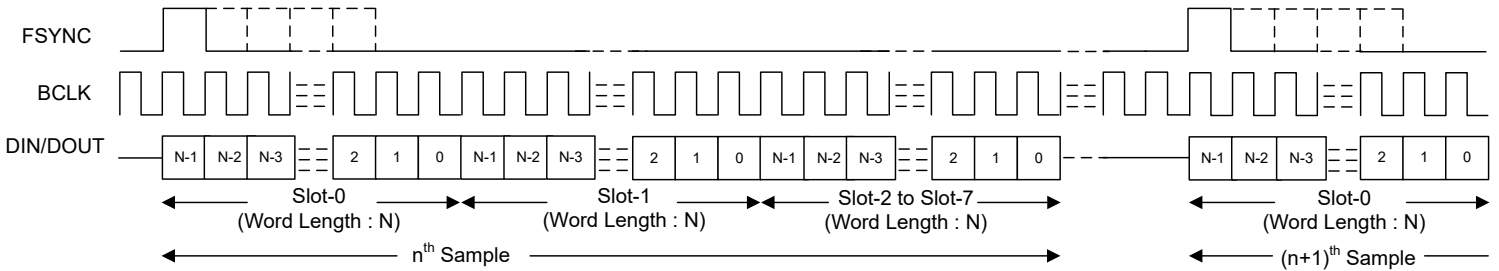 FSYNC
BCLK
DIN/DOUT
N-1 N-2 N-3 2 1 0 N-1 N-2 N-3 2 1 0 N-1 N-2 N-3 2 1 0 N-1 N-2 N-3 2 1 0
Slot-0 Slot-1 Slot-2 to Slot-7 Slot-0
(Word Length : N) (Word Length : N) (Word Length : N) (Word Length : N)
nth Sample (n+1)th Sample